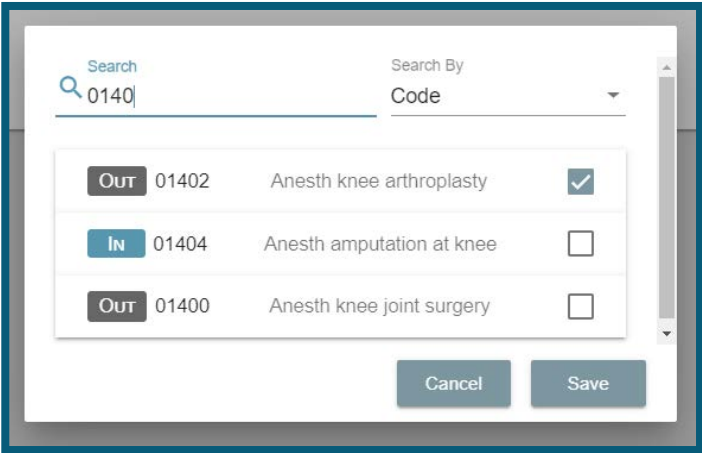 Search
0140
Search By
Code
OUT 01402 Anesth knee arthroplasty
IN 01404 Anesth amputation at knee
OUT 01400 Anesth knee joint surgery
Cancel Save